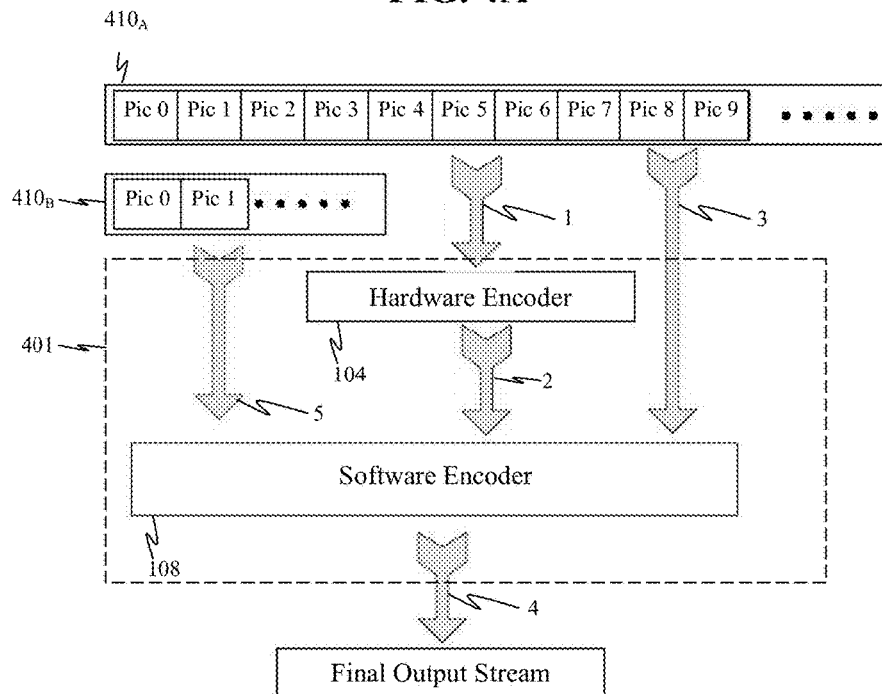 410A
Pic 0 Pic 1 Pic 2 Pic 3 Pic 4 Pic 5 Pic 6 Pic 7 Pic 8 Pic 9
410B
Pic 0 Pic 1
1
3
Hardware Encoder
401
104
2
5
Software Encoder
108
4
Final Output Stream